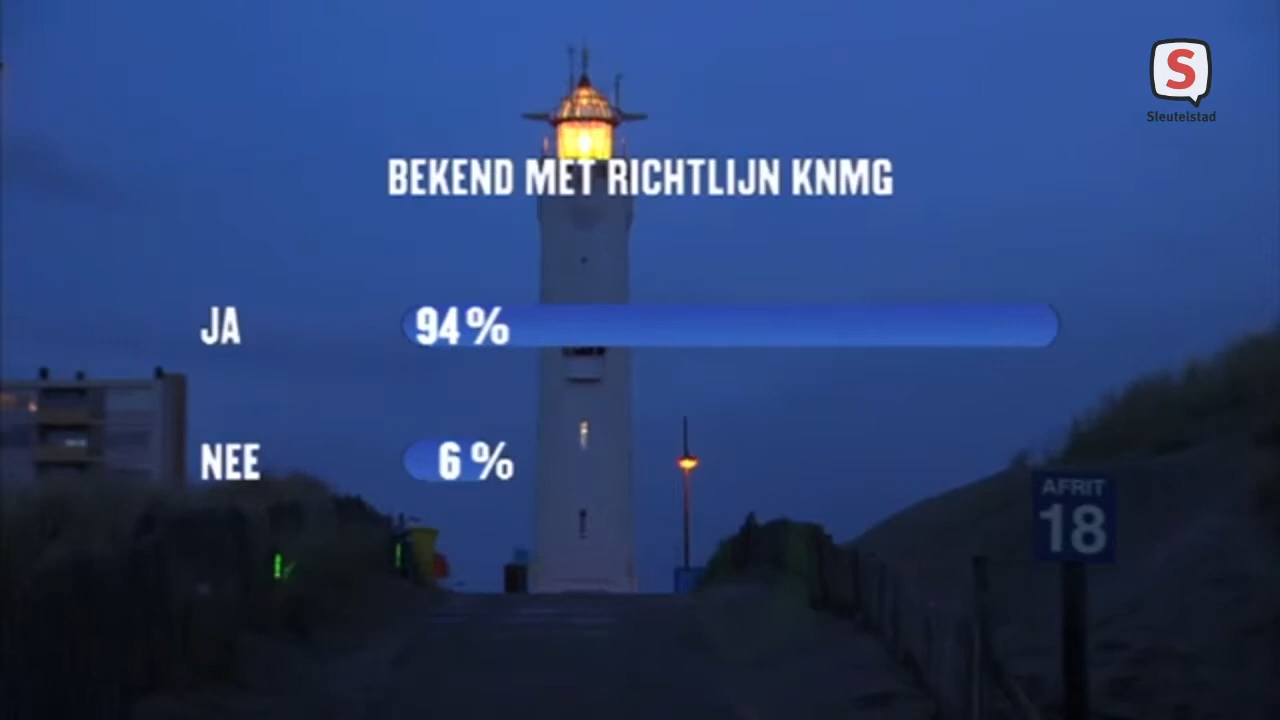 S
Sleutelstad
BEKEND MET RICHTLIJN KNMG
JA 94%
NEE 6%
AFRIT
18